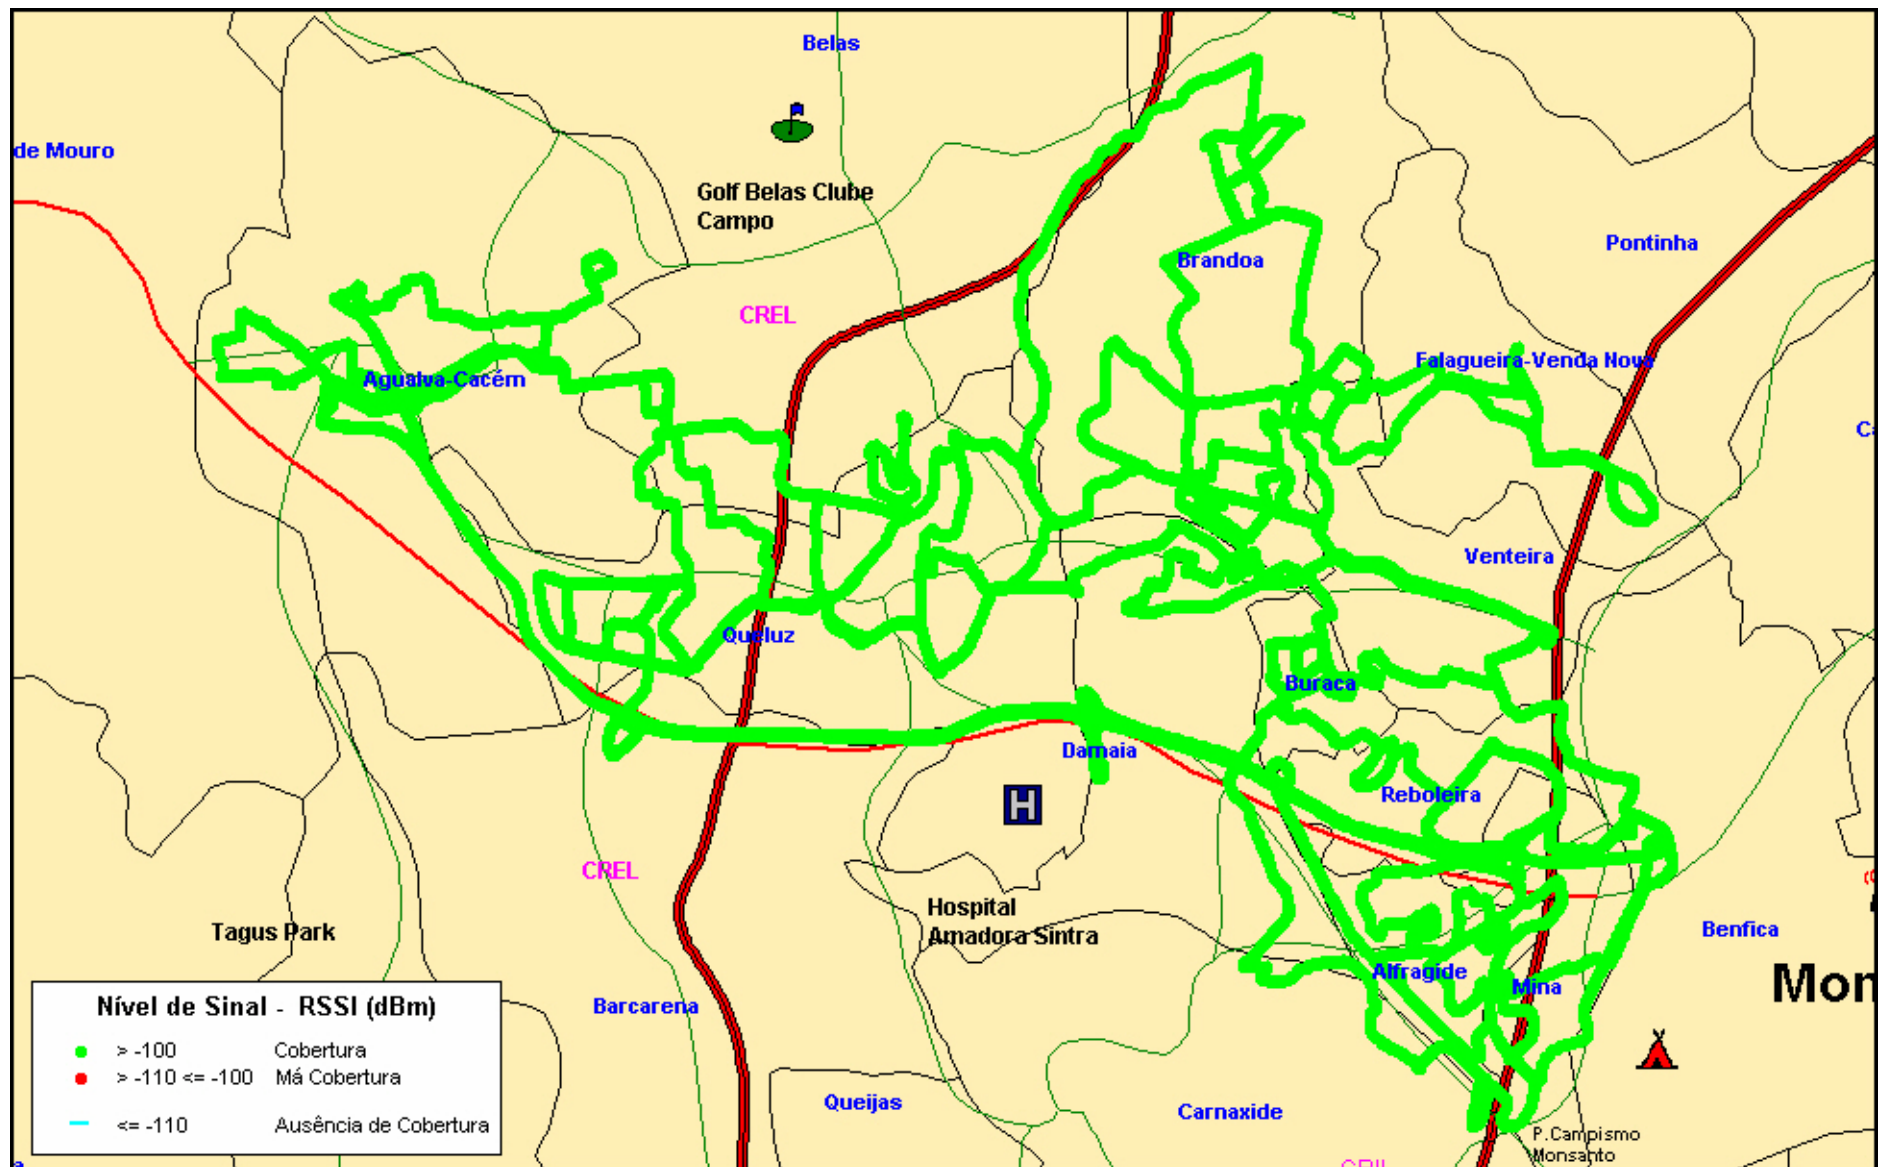 Belas
de Mouro
Golf Belas Clube
Campo
Pontinha
Brandoa
CREL
Falagueira-Venda Nova
Agualva-Cacém
Venteira
Queluz
Buraca
Damaia
Reboleira
H
CREL
Hospital
Amadora Sintra
Tagus Park
Benfica
Alfragide
Mina
Mon
Barcarena
Queijas
Carnaxide
P.Campismo
Monsanto
CRIL
Nível de Sinal - RSSI (dBm)
> -100 Cobertura
> -110 <= -100 Má Cobertura
<= -110 Ausência de Cobertura